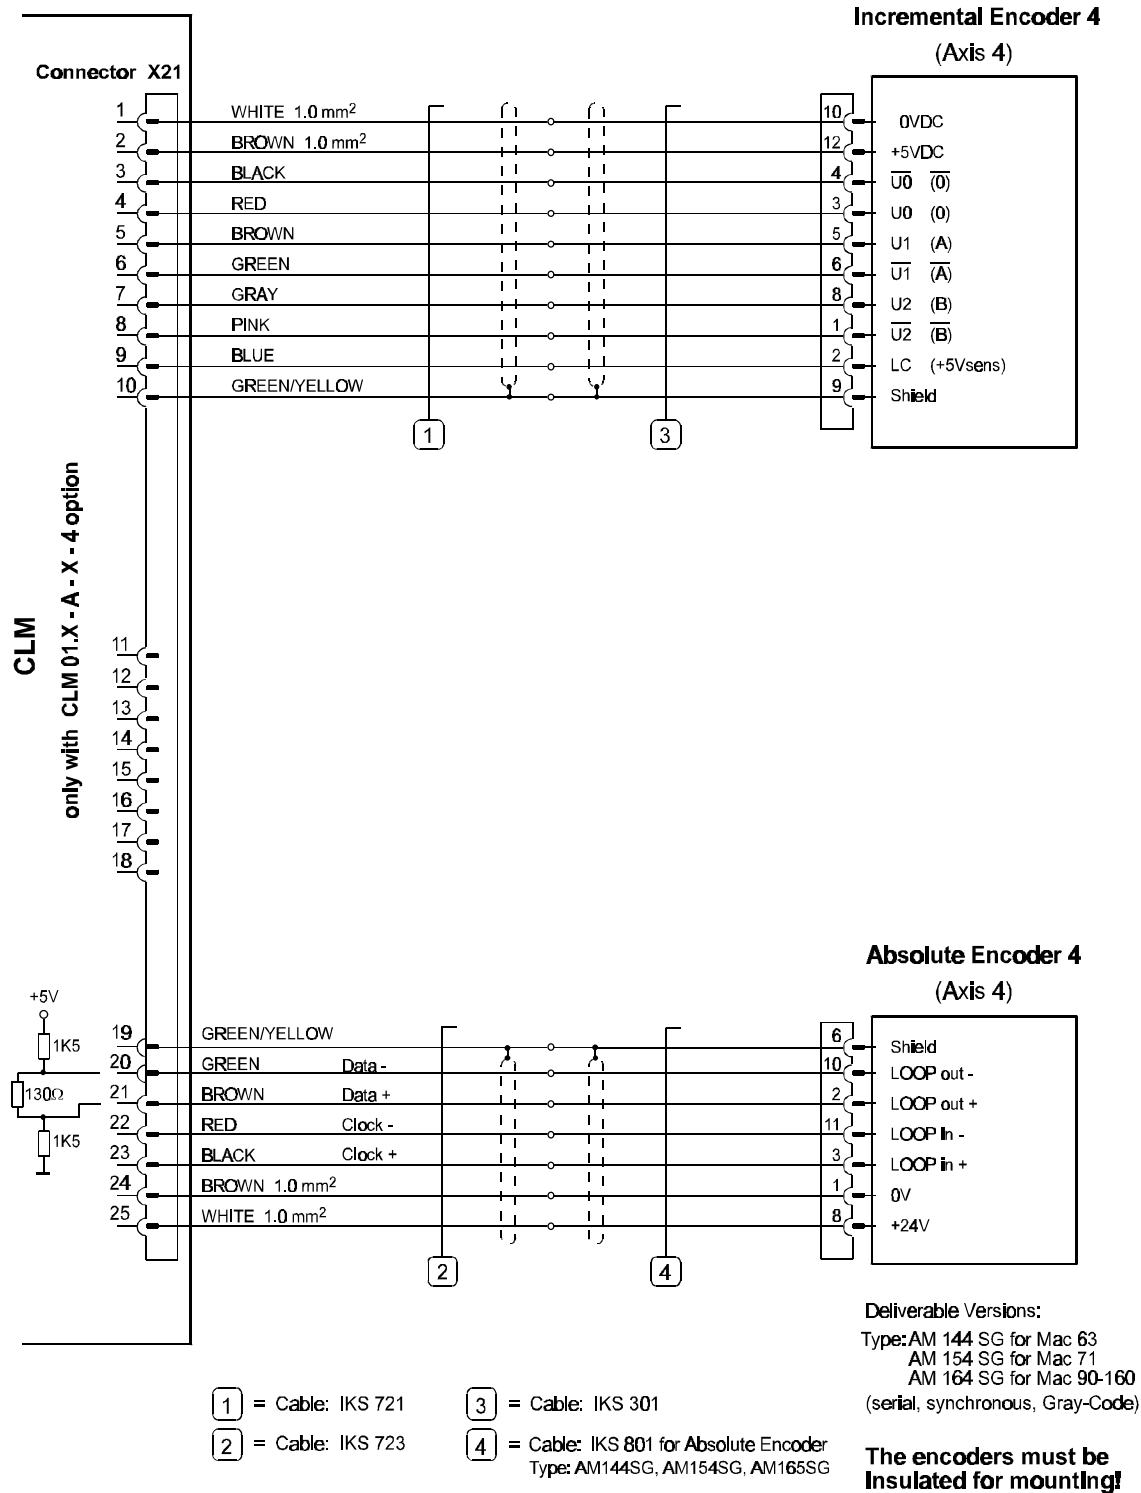 Incremental Encoder 4
(Axis 4)
Connector X21
1 WHITE 1.0 mm² 10 0VDC
2 BROWN 1.0 mm² 12 +5VDC
3 BLACK 4 U̅0̅ (0̅)
4 RED 3 U0 (0)
5 BROWN 5 U1 (A)
6 GREEN 6 U̅1̅ (A̅)
7 GRAY 8 U2 (B)
8 PINK 1 U̅2̅ (B̅)
9 BLUE 2 LC (+5Vsens)
10 GREEN/YELLOW 9 Shield
1 3
CLM
only with CLM 01.X - A - X - 4 option
11
12
13
14
15
16
17
18
Absolute Encoder 4
(Axis 4)
+5V
1K5
130Ω
1K5
19 GREEN/YELLOW 6 Shield
20 GREEN Data - 10 LOOP out -
21 BROWN Data + 2 LOOP out +
22 RED Clock - 11 LOOP in -
23 BLACK Clock + 3 LOOP in +
24 BROWN 1.0 mm² 1 0V
25 WHITE 1.0 mm² 8 +24V
2 4
Deliverable Versions:
Type: AM 144 SG for Mac 63
AM 154 SG for Mac 71
AM 164 SG for Mac 90-160
(serial, synchronous, Gray-Code)
1 = Cable: IKS 721
2 = Cable: IKS 723
3 = Cable: IKS 301
4 = Cable: IKS 801 for Absolute Encoder
Type: AM144SG, AM154SG, AM165SG
The encoders must be
insulated for mounting!